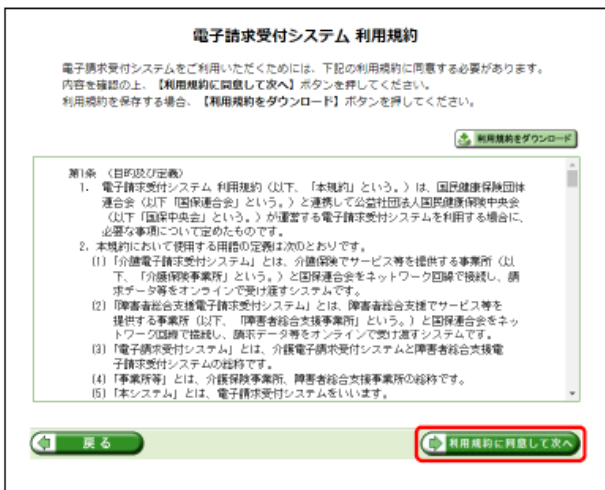 電子請求受付システム 利用規約
電子請求受付システムをご利用いただくためには、下記の利用規約に同意する必要があります。
内容を確認の上、【利用規約に同意して次へ】ボタンを押してください。
利用規約を保存する場合、【利用規約をダウンロード】ボタンを押してください。
利用規約をダウンロード
第1条 (目的及び定義)
1. 電子請求受付システム 利用規約(以下、「本規約」という。)は、国民健康保険団体
連合会(以下「国保連合会」という。)と連携して公益社団法人国民健康保険中央会
(以下「国保中央会」という。)が運営する電子請求受付システムを利用する場合に、
必要な事項について定めたものです。
2. 本規約において使用する用語の定義は次のとおりです。
(1)「介護電子請求受付システム」とは、介護保険でサービス等を提供する事業所(以
下、「介護保険事業所」という。)と国保連合会をネットワーク回線で接続し、請
求データ等をオンラインで受け渡すシステムです。
(2)「障害者総合支援電子請求受付システム」とは、障害者総合支援でサービス等を
提供する事業所(以下、「障害者総合支援事業所」という。)と国保連合会をネッ
トワーク回線で接続し、請求データ等をオンラインで受け渡すシステムです。
(3)「電子請求受付システム」とは、介護電子請求受付システムと障害者総合支援電
子請求受付システムの総称です。
(4)「事業所等」とは、介護保険事業所、障害者総合支援事業所の総称です。
(5)「本システム」とは、電子請求受付システムをいいます。
戻る
利用規約に同意して次へ